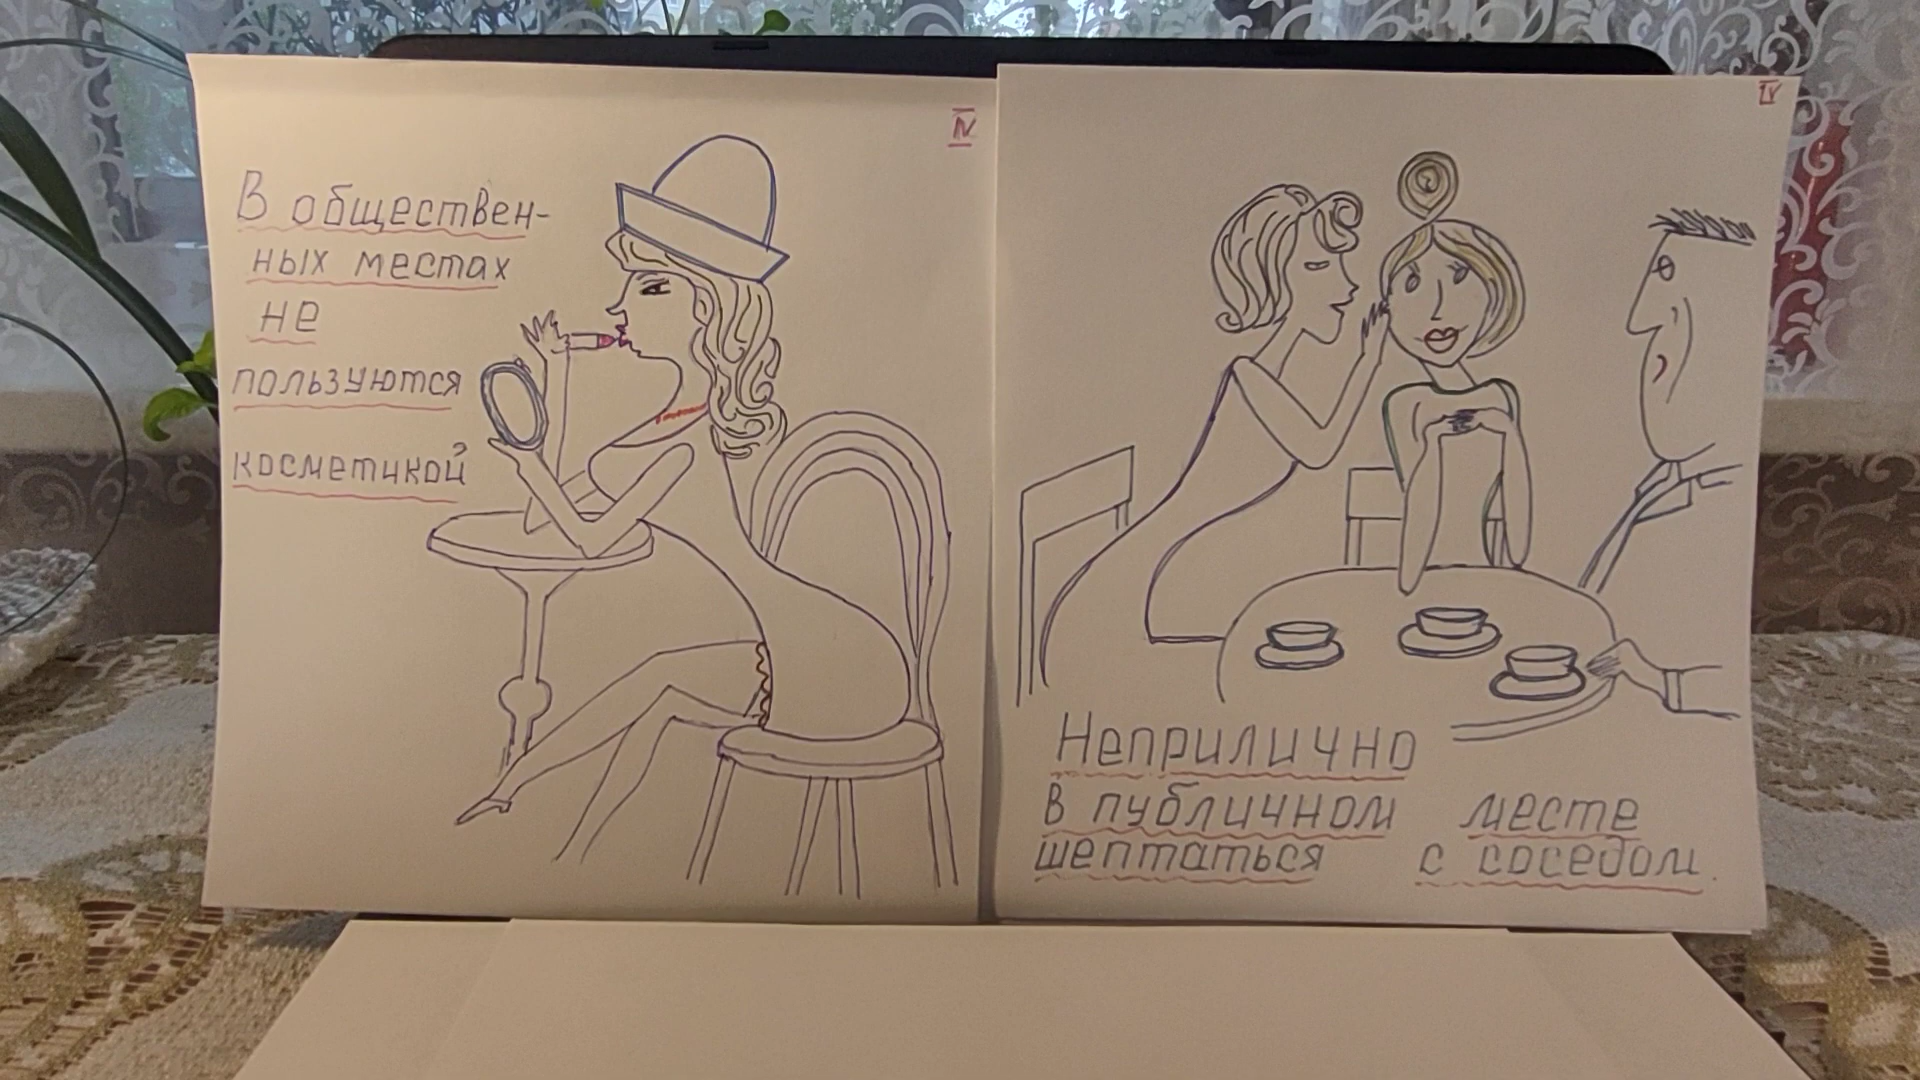 IV
В обществен-
ных местах
не
пользуются
косметикой
IV
Неприлично
в публичном месте
шептаться с соседом.